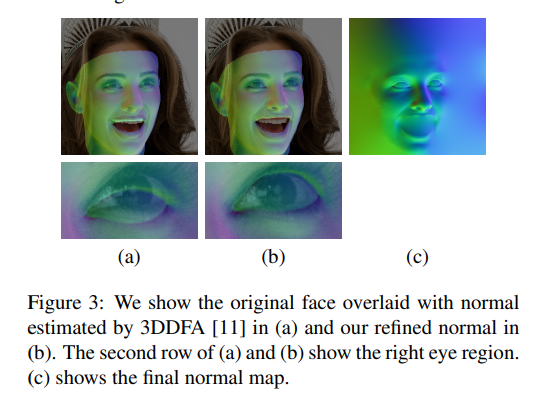 (a)
(b)
(c)
Figure 3: We show the original face overlaid with normal
estimated by 3DDFA [11] in (a) and our refined normal in
(b). The second row of (a) and (b) show the right eye region.
(c) shows the final normal map.